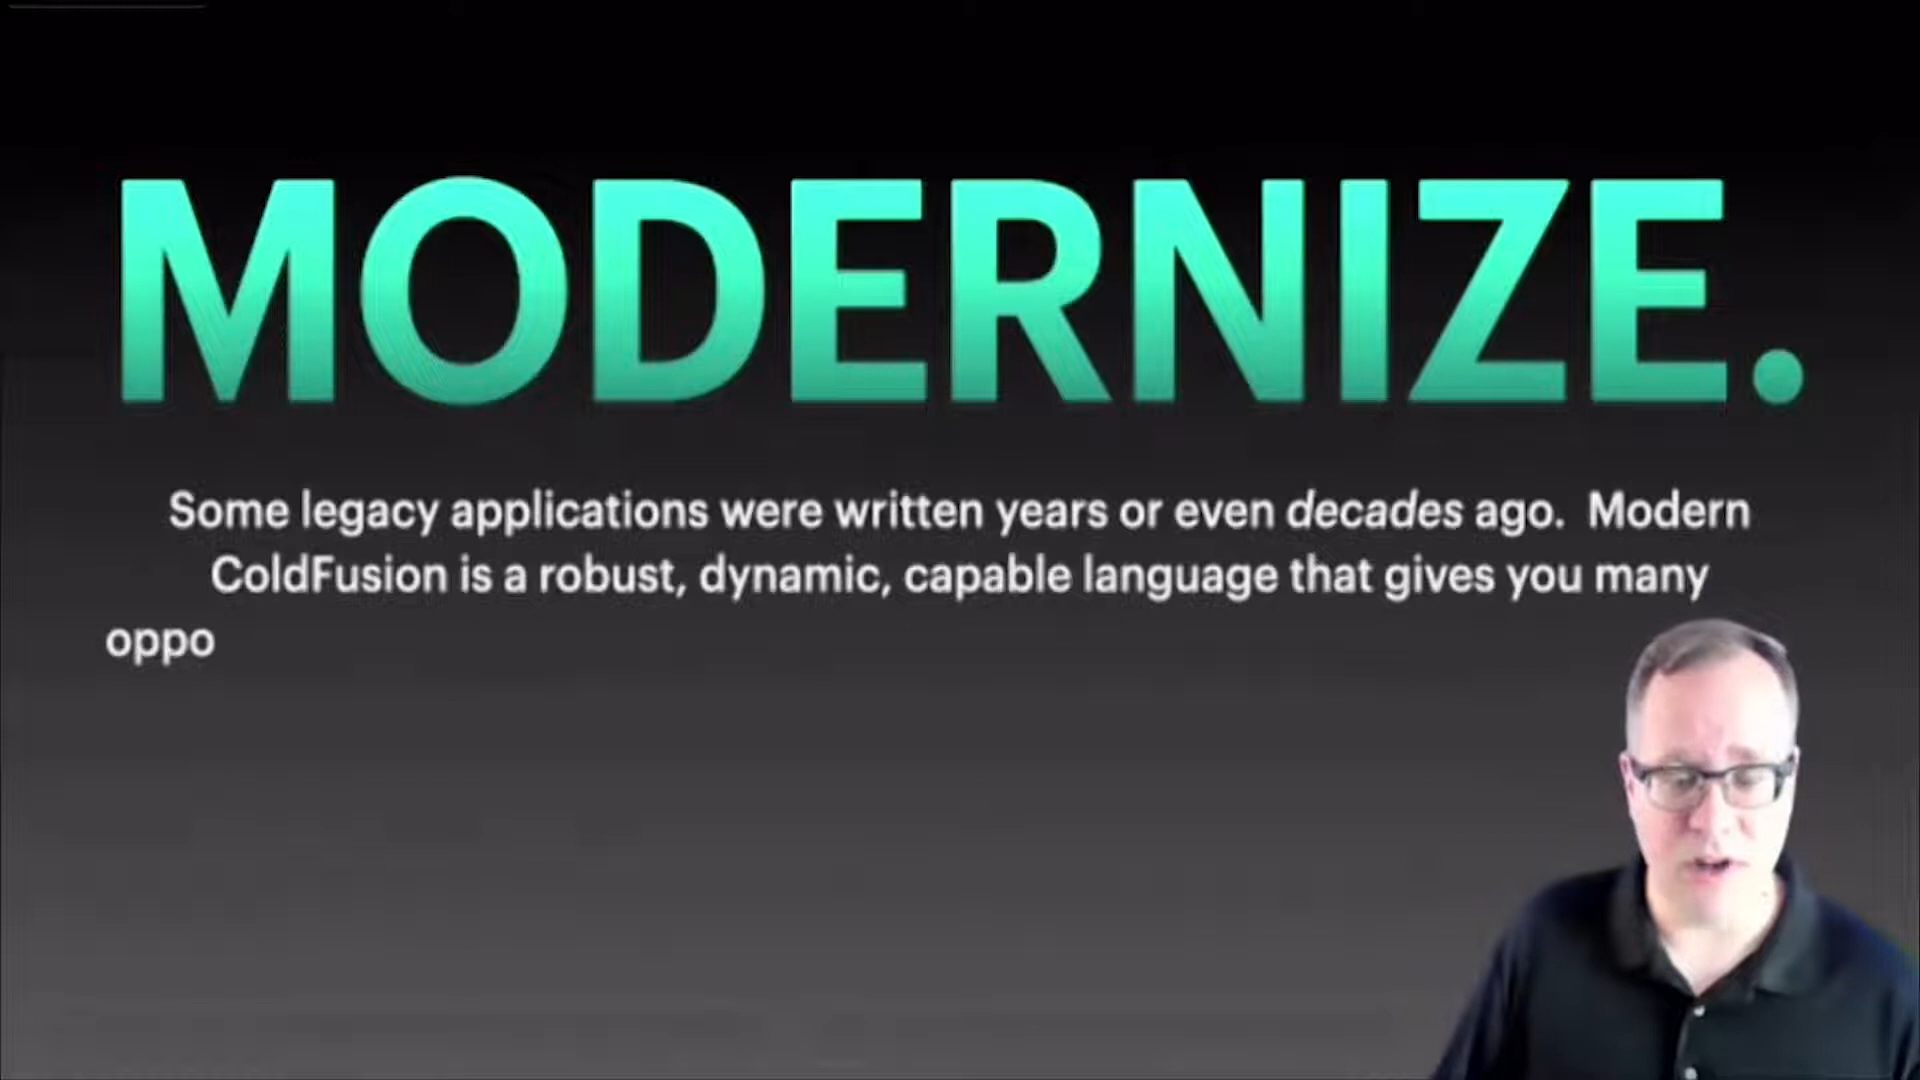 MODERNIZE.
Some legacy applications were written years or even decades ago. Modern
ColdFusion is a robust, dynamic, capable language that gives you many
oppo